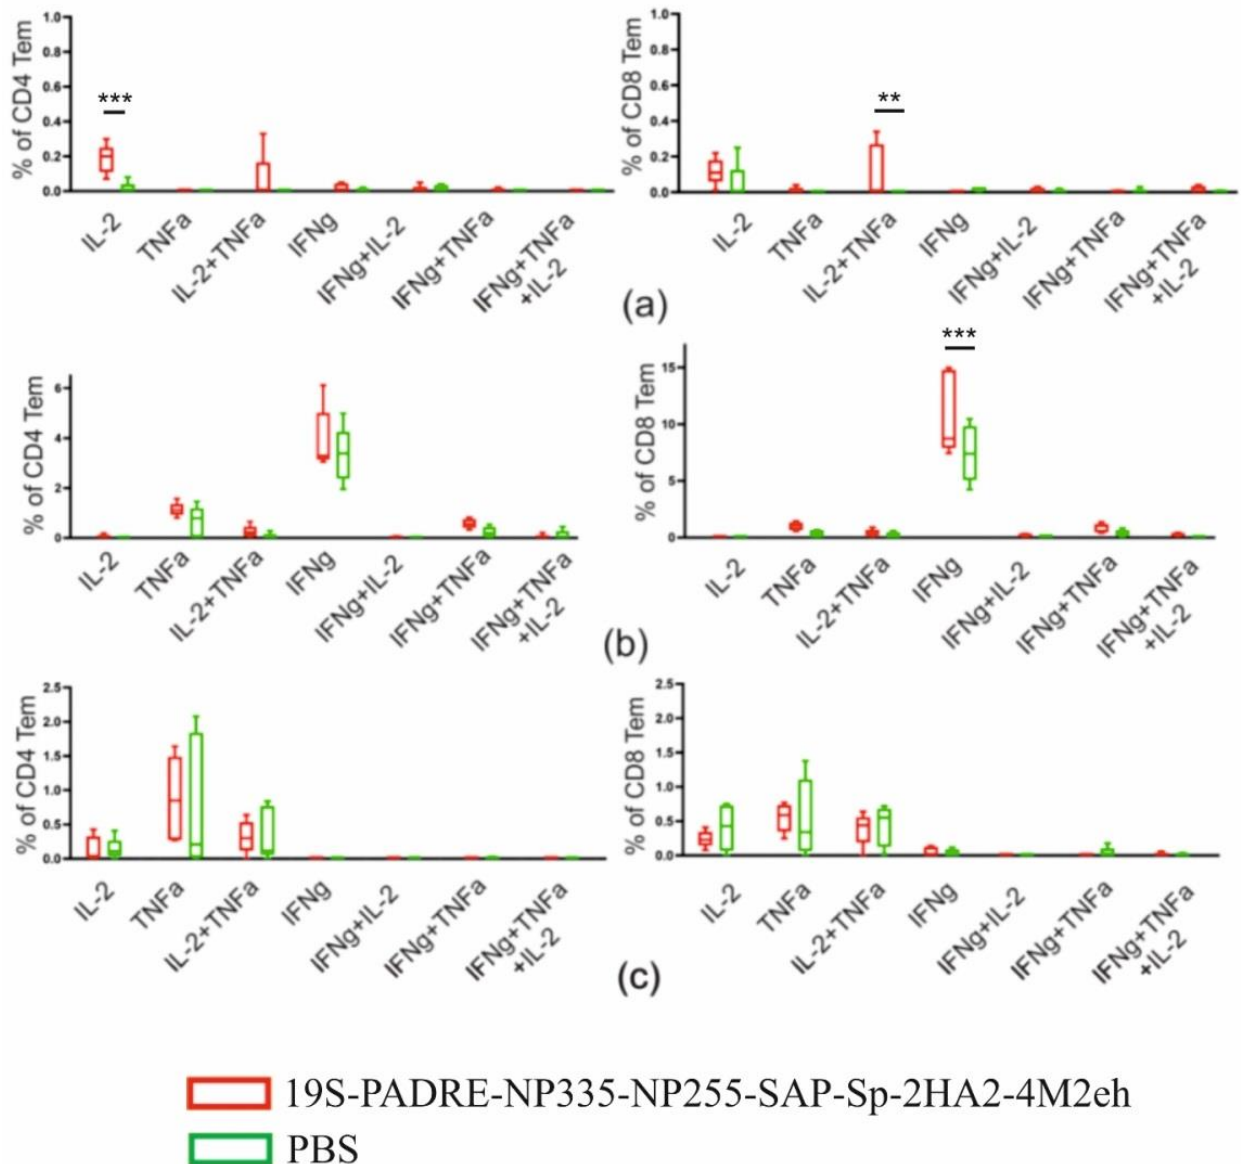 % of CD4 Tem
1.0
0.8
0.6
0.4
0.2
0.0
***
IL-2
TNFa
IL-2+TNFa
IFNg
IFNg+IL-2
IFNg+TNFa
IFNg+TNFa
+IL-2
% of CD8 Tem
1.0
0.8
0.6
0.4
0.2
0.0
**
IL-2
TNFa
IL-2+TNFa
IFNg
IFNg+IL-2
IFNg+TNFa
IFNg+TNFa
+IL-2
(a)
% of CD4 Tem
6
4
2
0
IL-2
TNFa
IL-2+TNFa
IFNg
IFNg+IL-2
IFNg+TNFa
IFNg+TNFa
+IL-2
% of CD8 Tem
15
10
5
0
***
IL-2
TNFa
IL-2+TNFa
IFNg
IFNg+IL-2
IFNg+TNFa
IFNg+TNFa
+IL-2
(b)
% of CD4 Tem
2.5
2.0
1.5
1.0
0.5
0.0
IL-2
TNFa
IL-2+TNFa
IFNg
IFNg+IL-2
IFNg+TNFa
IFNg+TNFa
+IL-2
% of CD8 Tem
2.5
2.0
1.5
1.0
0.5
0.0
IL-2
TNFa
IL-2+TNFa
IFNg
IFNg+IL-2
IFNg+TNFa
IFNg+TNFa
+IL-2
(c)
19S-PADRE-NP335-NP255-SAP-Sp-2HA2-4M2eh
PBS